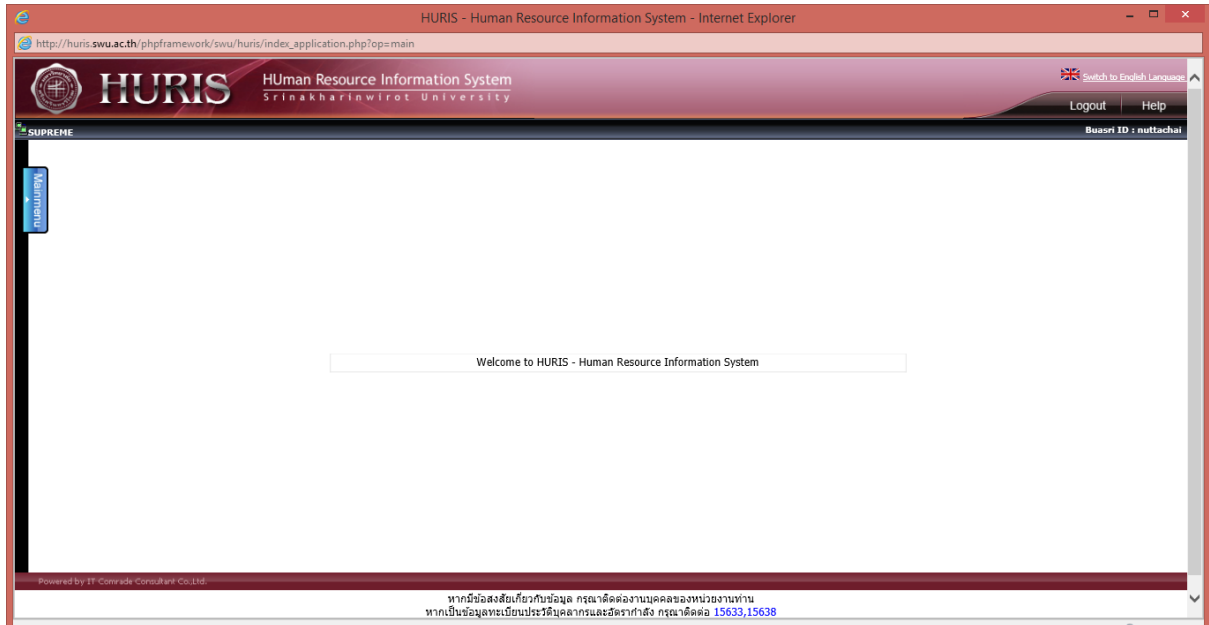 HURIS - Human Resource Information System - Internet Explorer
http://huris.swu.ac.th/phpframework/swu/huris/index_application.php?op=main
HURIS
HUman Resource Information System
Srinakharinwirot University
Switch to English Language
Logout Help
SUPREME
Buasri ID : nuttachai
Mainmenu
Welcome to HURIS - Human Resource Information System
Powered by IT Comrade Consultant Co.,Ltd.
หากมีข้อสงสัยเกี่ยวกับข้อมูล กรุณาติดต่องานบุคคลของหน่วยงานท่าน
หากเป็นข้อมูลทะเบียนประวัติบุคลากรและอัตรากำลัง กรุณาติดต่อ 15633,15638